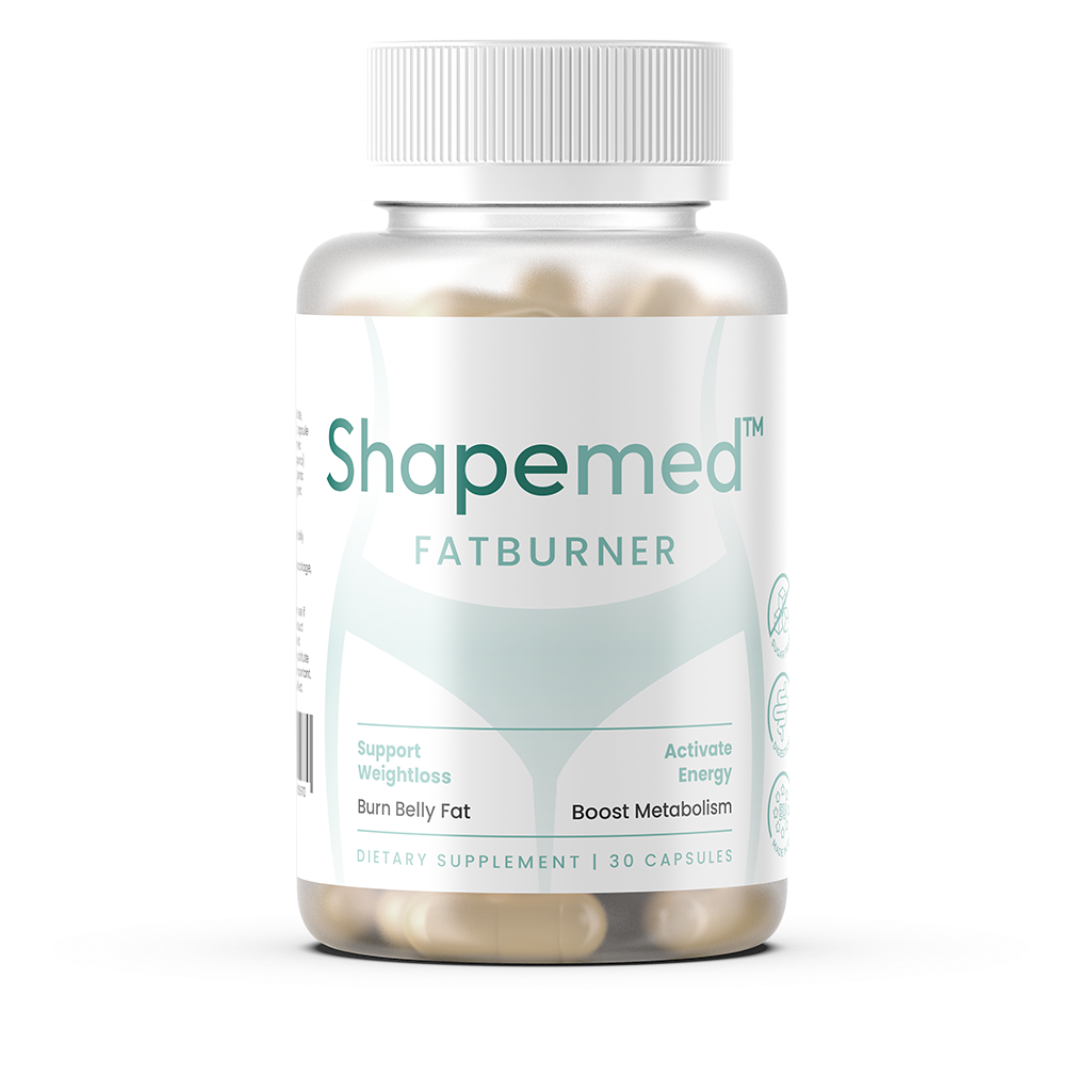 Shapemed™
FATBURNER
Support
Weightloss
Burn Belly Fat
Activate
Energy
Boost Metabolism
DIETARY SUPPLEMENT | 30 CAPSULES